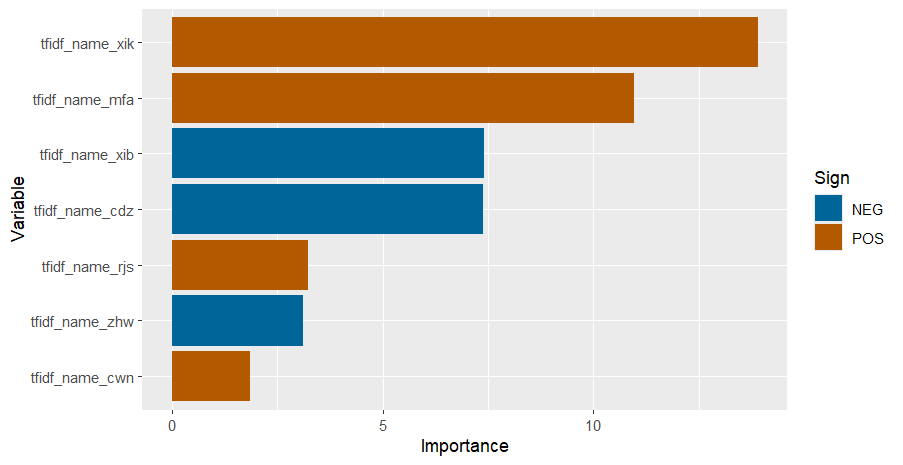 tfidf_name_xik
tfidf_name_mfa
tfidf_name_xib
tfidf_name_cdz
tfidf_name_rjs
tfidf_name_zhw
tfidf_name_cwn
Variable
0 5 10
Importance
Sign
NEG
POS